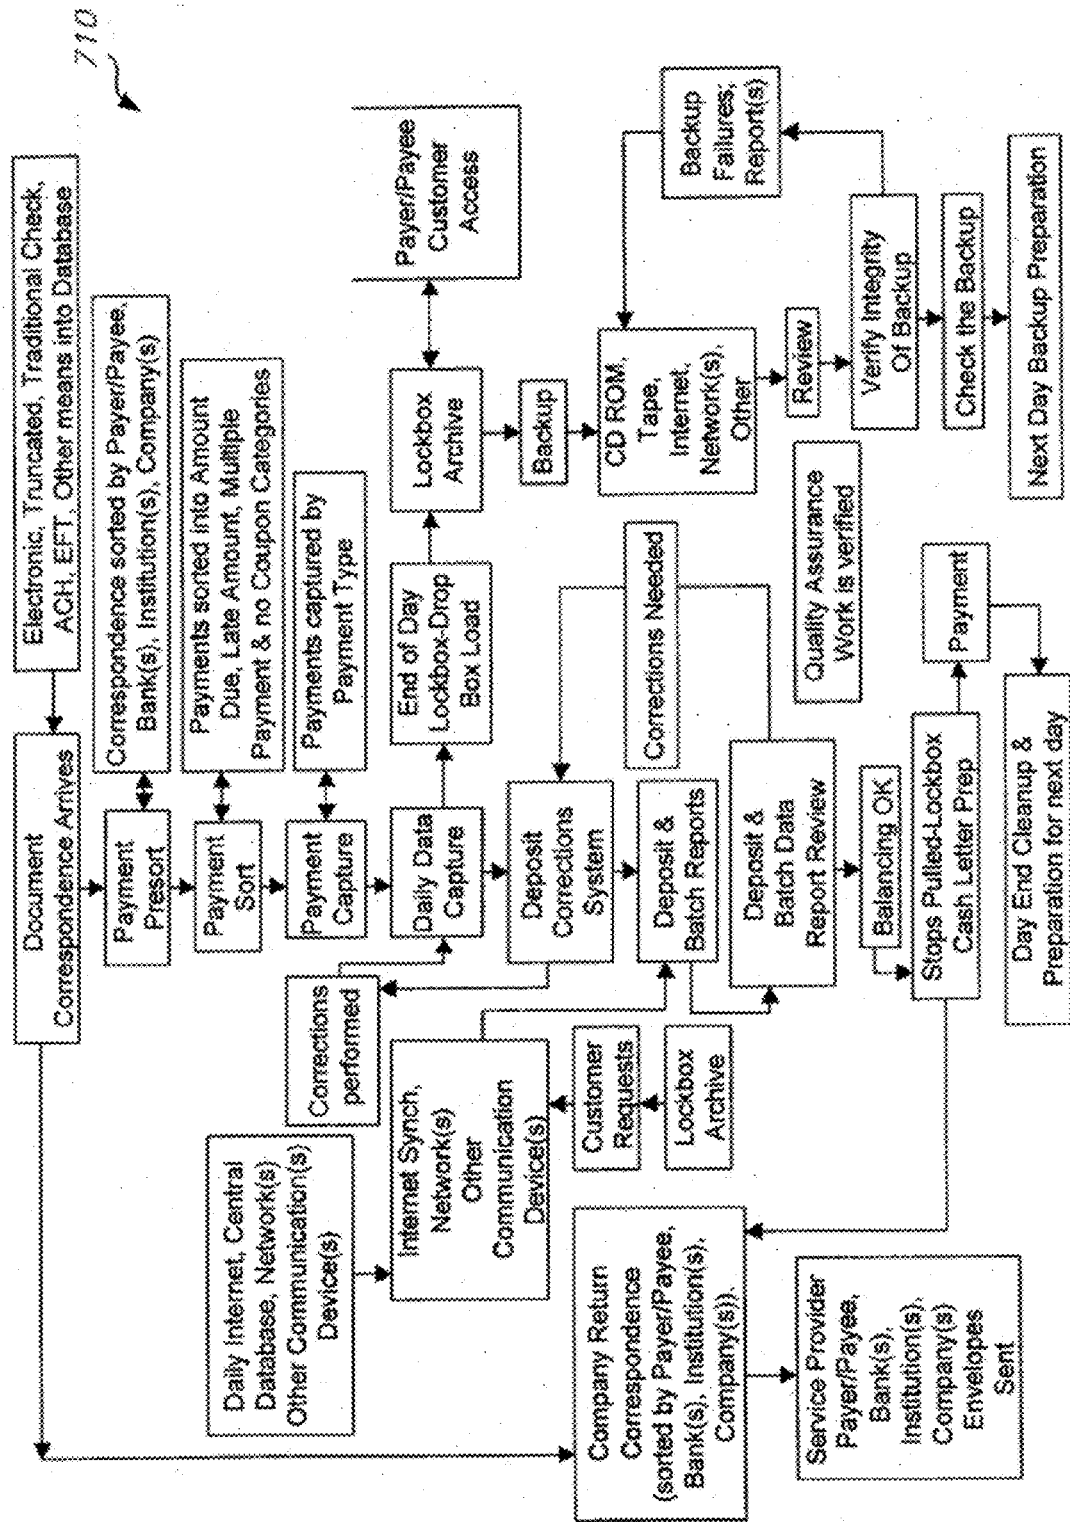 710
Electronic, Truncated, Traditional Check,
ACH, EFT, Other means into Database
Document
Correspondence Arrives
Correspondence sorted by Payer/Payee,
Bank(s), Institution(s), Company(s)
Payment
Presort
Payments sorted into Amount
Due, Late Amount, Multiple
Payment & no Coupon Categories
Payment
Sort
Payments captured by
Payment Type
Payment
Capture
Daily Data
Capture
End of Day
Lockbox-Drop
Box Load
Lockbox
Archive
Payer/Payee
Customer
Access
Backup
CD ROM,
Tape,
Internet,
Network(s),
Other
Backup
Failures;
Report(s)
Review
Verify Integrity
Of Backup
Check the Backup
Next Day Backup Preparation
Corrections
performed
Deposit
Corrections
System
Corrections Needed
Deposit &
Batch Reports
Deposit &
Batch Data
Report Review
Quality Assurance
Work is verified
Balancing OK
Stops Pulled-Lockbox
Cash Letter Prep
Payment
Day End Cleanup &
Preparation for next day
Daily Internet, Central
Database, Network(s)
Other Communication(s)
Device(s)
Internet Synch,
Network(s)
Other
Communication
Device(s)
Customer
Requests
Lockbox
Archive
Company Return
Correspondence
(sorted by Payer/Payee,
Bank(s), Institution(s),
Company(s)).
Service Provider
Payer/Payee,
Bank(s),
Institution(s),
Company(s)
Envelopes
Sent